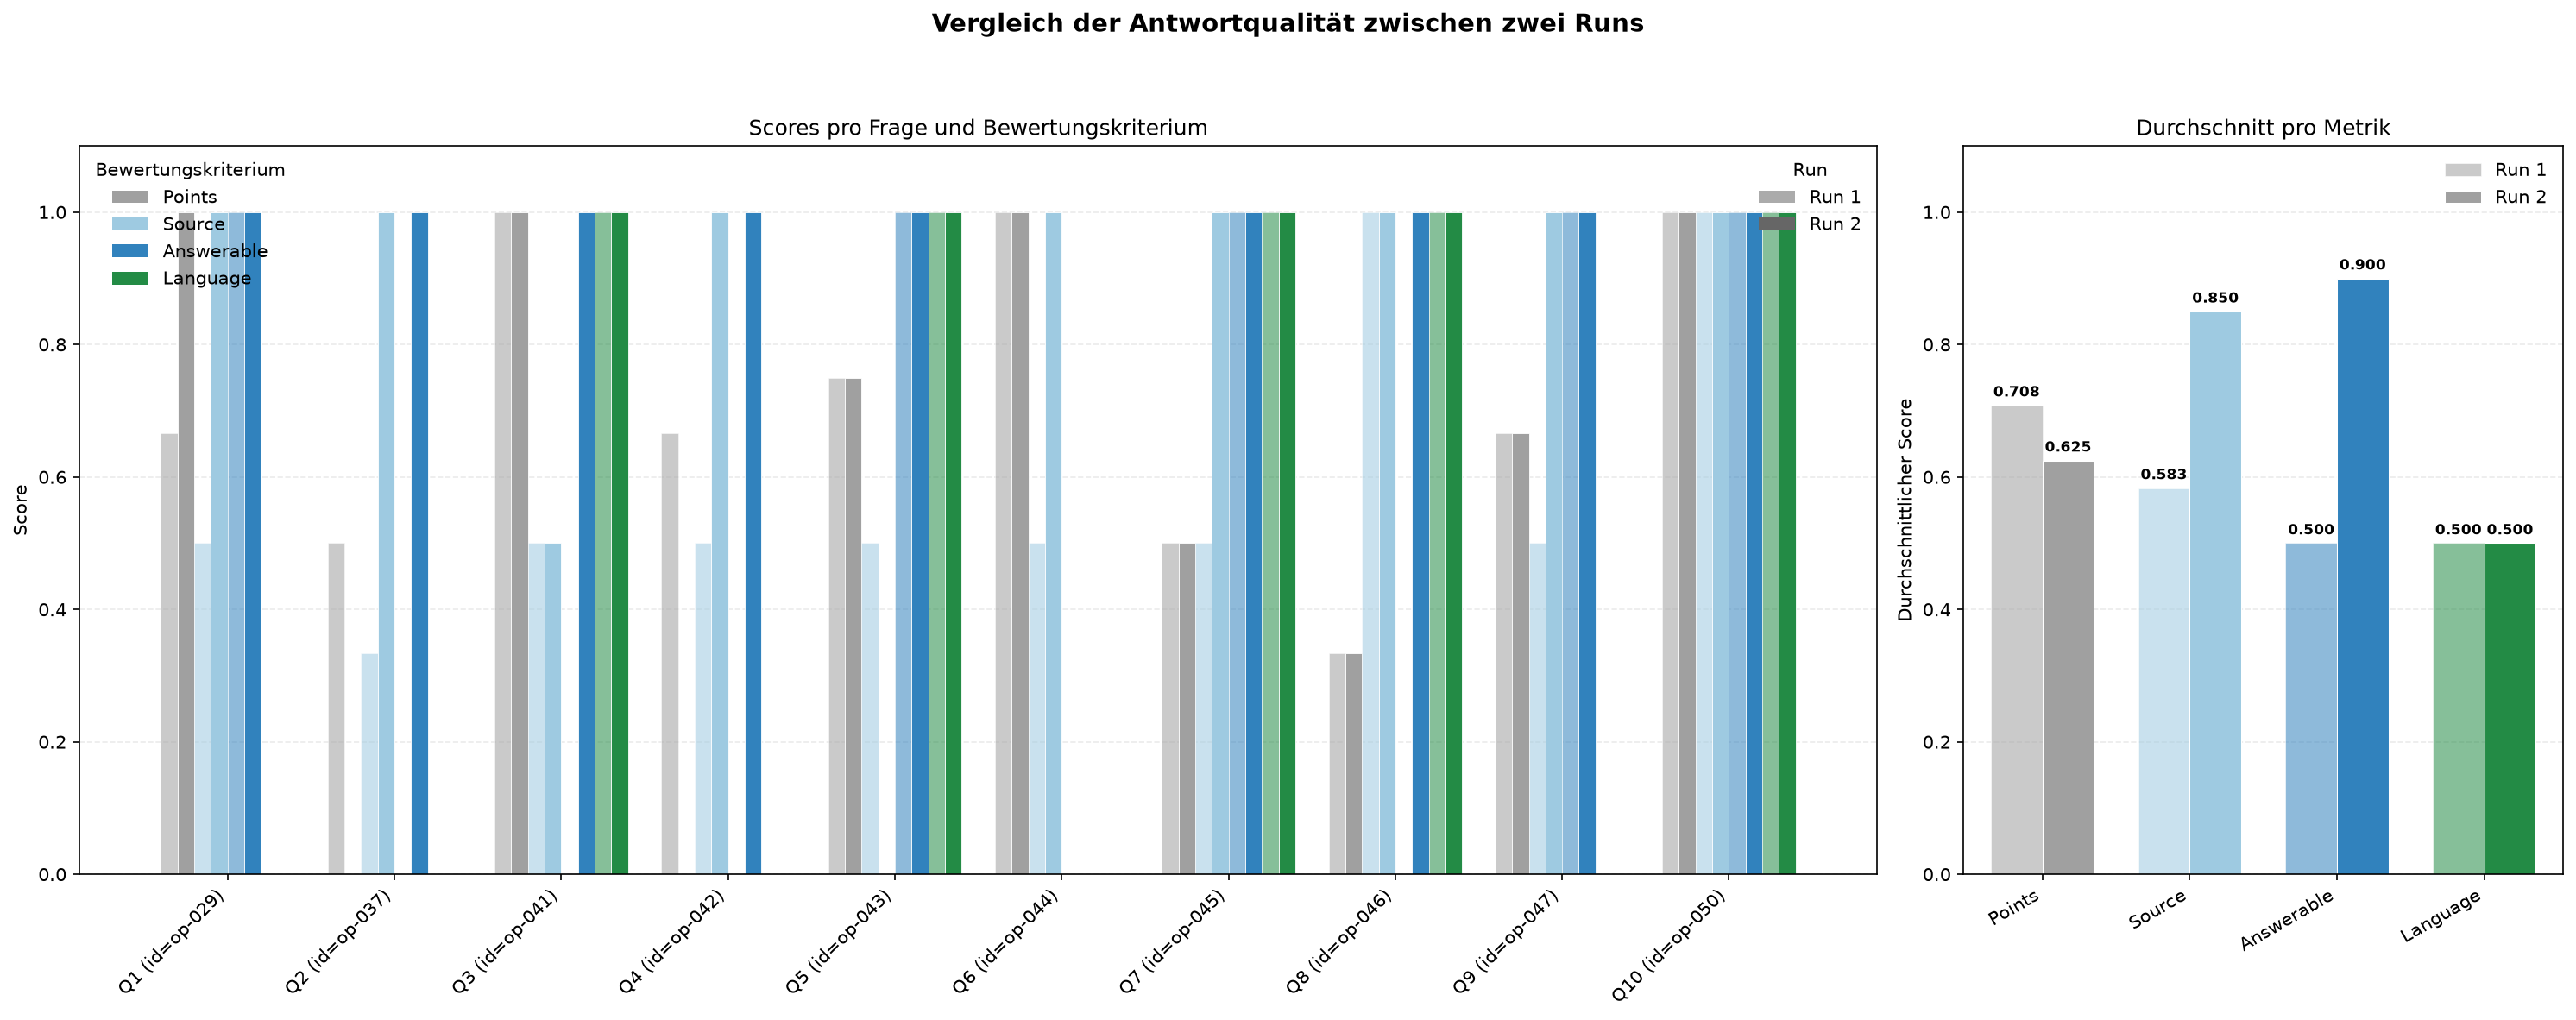 Vergleich der Antwortqualität zwischen zwei Runs
Scores pro Frage und Bewertungskriterium
Bewertungskriterium
Points
Source
Answerable
Language
Run
Run 1
Run 2
Score
1.0
0.8
0.6
0.4
0.2
0.0
Q1 (id=op-029)
Q2 (id=op-037)
Q3 (id=op-041)
Q4 (id=op-042)
Q5 (id=op-043)
Q6 (id=op-044)
Q7 (id=op-045)
Q8 (id=op-046)
Q9 (id=op-047)
Q10 (id=op-050)
Durchschnitt pro Metrik
Run 1
Run 2
Durchschnittlicher Score
1.0
0.8
0.6
0.4
0.2
0.0
0.708
0.625
0.583
0.850
0.500
0.900
0.500
0.500
Points
Source
Answerable
Language